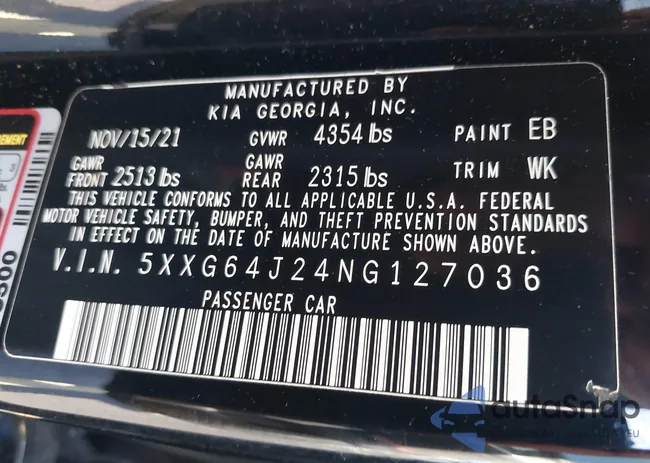 MANUFACTURED BY
KIA GEORGIA, INC.
NOV/15/21 GVWR 4354 lbs PAINT EB
GAWR FRONT 2513 lbs GAWR REAR 2315 lbs TRIM WK
THIS VEHICLE CONFORMS TO ALL APPLICABLE U.S.A. FEDERAL
MOTOR VEHICLE SAFETY, BUMPER, AND THEFT PREVENTION STANDARDS
IN EFFECT ON THE DATE OF MANUFACTURE SHOWN ABOVE.
V.I.N. 5XXG64J24NG127036
PASSENGER CAR
autoSnap